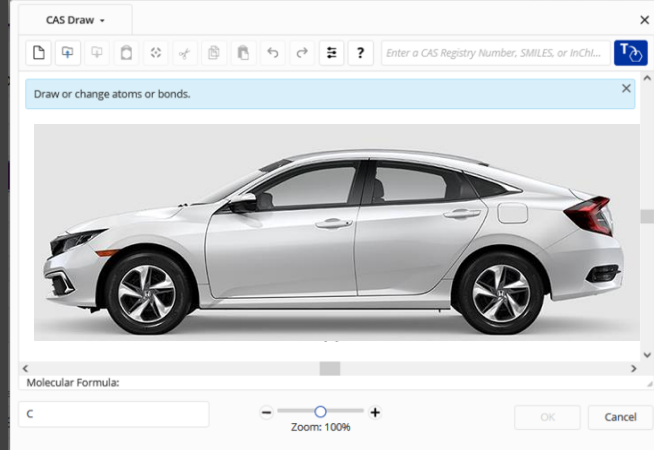 CAS Draw
Enter a CAS Registry Number, SMILES, or InChI...
Draw or change atoms or bonds.
Molecular Formula:
C
Zoom: 100%
OK
Cancel